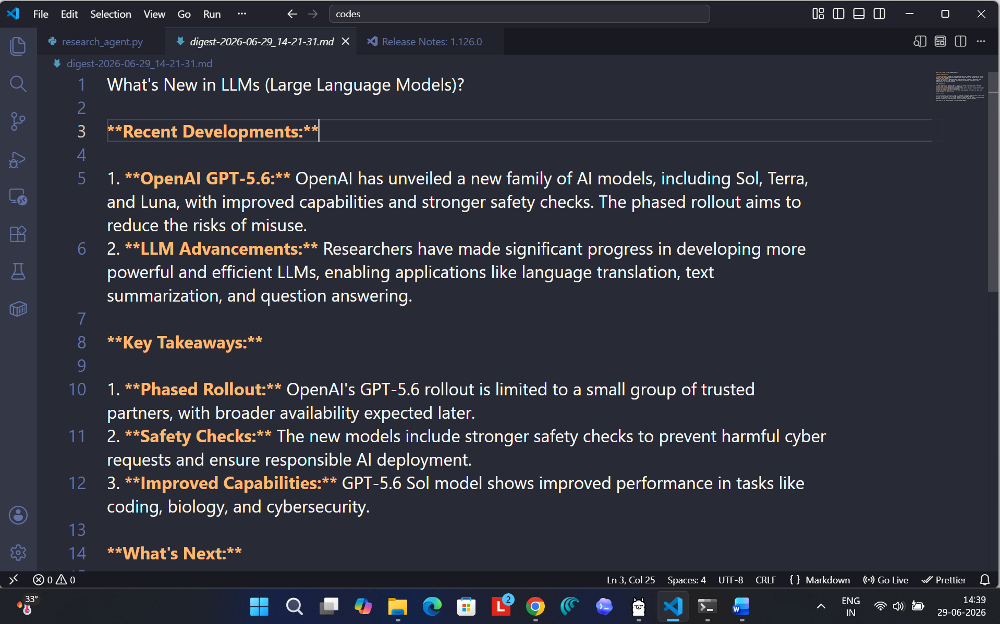 File Edit Selection View Go Run ··· codes
research_agent.py digest-2026-06-29_14-21-31.md Release Notes: 1.126.0
digest-2026-06-29_14-21-31.md
1 What's New in LLMs (Large Language Models)?
2
3 **Recent Developments:**
4
5 1. **OpenAI GPT-5.6:** OpenAI has unveiled a new family of AI models, including Sol, Terra,
and Luna, with improved capabilities and stronger safety checks. The phased rollout aims to
reduce the risks of misuse.
6 2. **LLM Advancements:** Researchers have made significant progress in developing more
powerful and efficient LLMs, enabling applications like language translation, text
summarization, and question answering.
7
8 **Key Takeaways:**
9
10 1. **Phased Rollout:** OpenAI's GPT-5.6 rollout is limited to a small group of trusted
partners, with broader availability expected later.
11 2. **Safety Checks:** The new models include stronger safety checks to prevent harmful cyber
requests and ensure responsible AI deployment.
12 3. **Improved Capabilities:** GPT-5.6 Sol model shows improved performance in tasks like
coding, biology, and cybersecurity.
13
14 **What's Next:**
0 0 Ln 3, Col 25 Spaces: 4 UTF-8 CRLF { } Markdown Go Live Prettier
33° L 2 W ENG 14:39
IN 29-06-2026